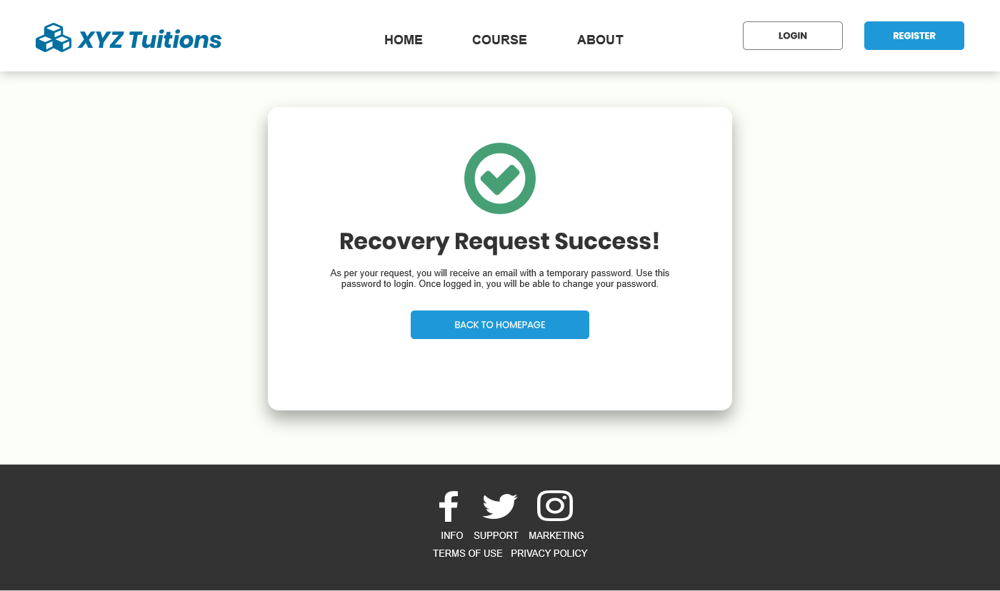 XYZ Tuitions
HOME COURSE ABOUT
LOGIN
REGISTER
Recovery Request Success!
As per your request, you will receive an email with a temporary password. Use this
password to login. Once logged in, you will be able to change your password.
BACK TO HOMEPAGE
INFO SUPPORT MARKETING
TERMS OF USE PRIVACY POLICY